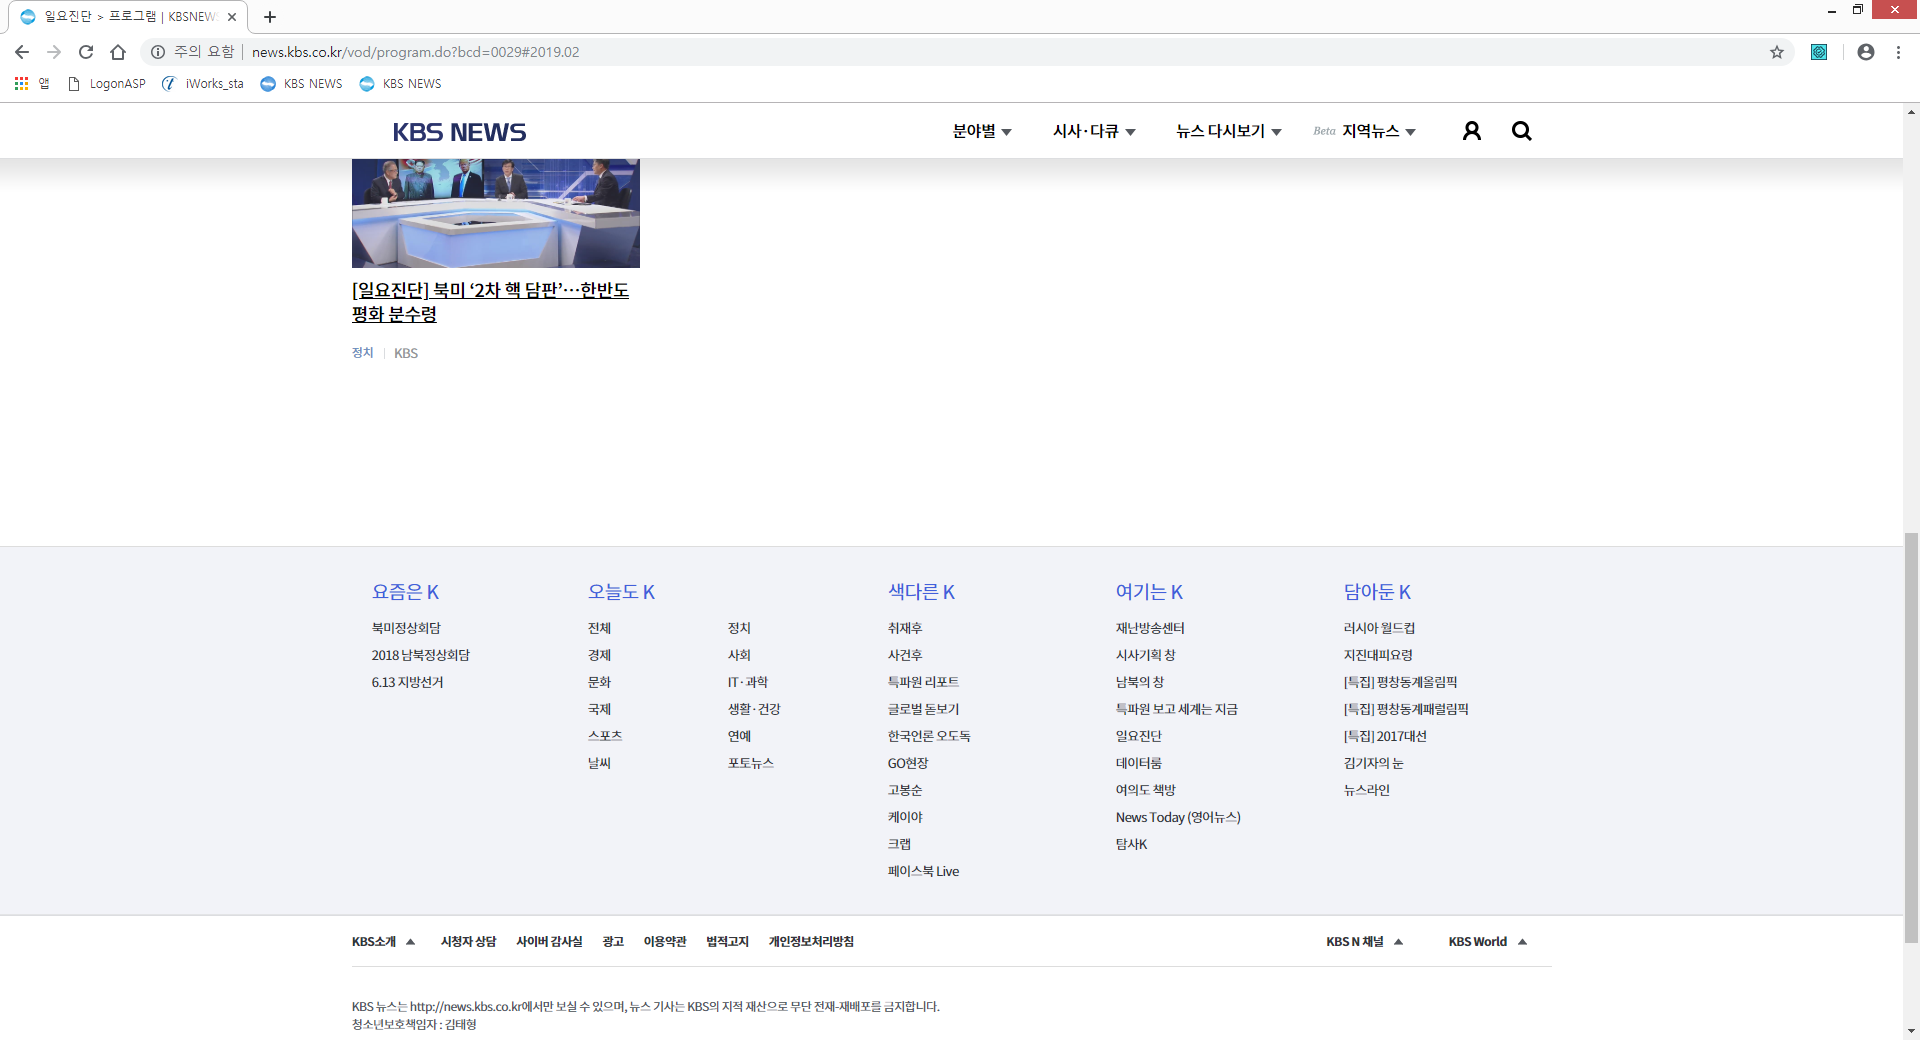 일요진단 > 프로그램 | KBSNEWS
주의 요함
news.kbs.co.kr/vod/program.do?bcd=0029#2019.02
앱
LogonASP
iWorks_sta
KBS NEWS
KBS NEWS
KBS NEWS
분야별
시사·다큐
뉴스 다시보기
Beta 지역뉴스
[일요진단] 북미 ‘2차 핵 담판’…한반도
평화 분수령
정치 | KBS
요즘은 K
북미정상회담
2018 남북정상회담
6.13 지방선거
오늘도 K
전체
경제
문화
국제
스포츠
날씨
정치
사회
IT·과학
생활·건강
연예
포토뉴스
색다른 K
취재후
사건후
특파원 리포트
글로벌 돋보기
한국언론 오도독
GO현장
고봉순
케이야
크랩
페이스북 Live
여기는 K
재난방송센터
시사기획 창
남북의 창
특파원 보고 세계는 지금
일요진단
데이터룸
여의도 책방
News Today (영어뉴스)
탐사K
담아둔 K
러시아 월드컵
지진대피요령
[특집] 평창동계올림픽
[특집] 평창동계패럴림픽
[특집] 2017대선
김기자의 눈
뉴스라인
KBS소개
시청자 상담
사이버 감사실
광고
이용약관
법적고지
개인정보처리방침
KBS N 채널
KBS World
KBS 뉴스는 http://news.kbs.co.kr에서만 보실 수 있으며, 뉴스 기사는 KBS의 지적 재산으로 무단 전재-재배포를 금지합니다.
청소년보호책임자 : 김태형